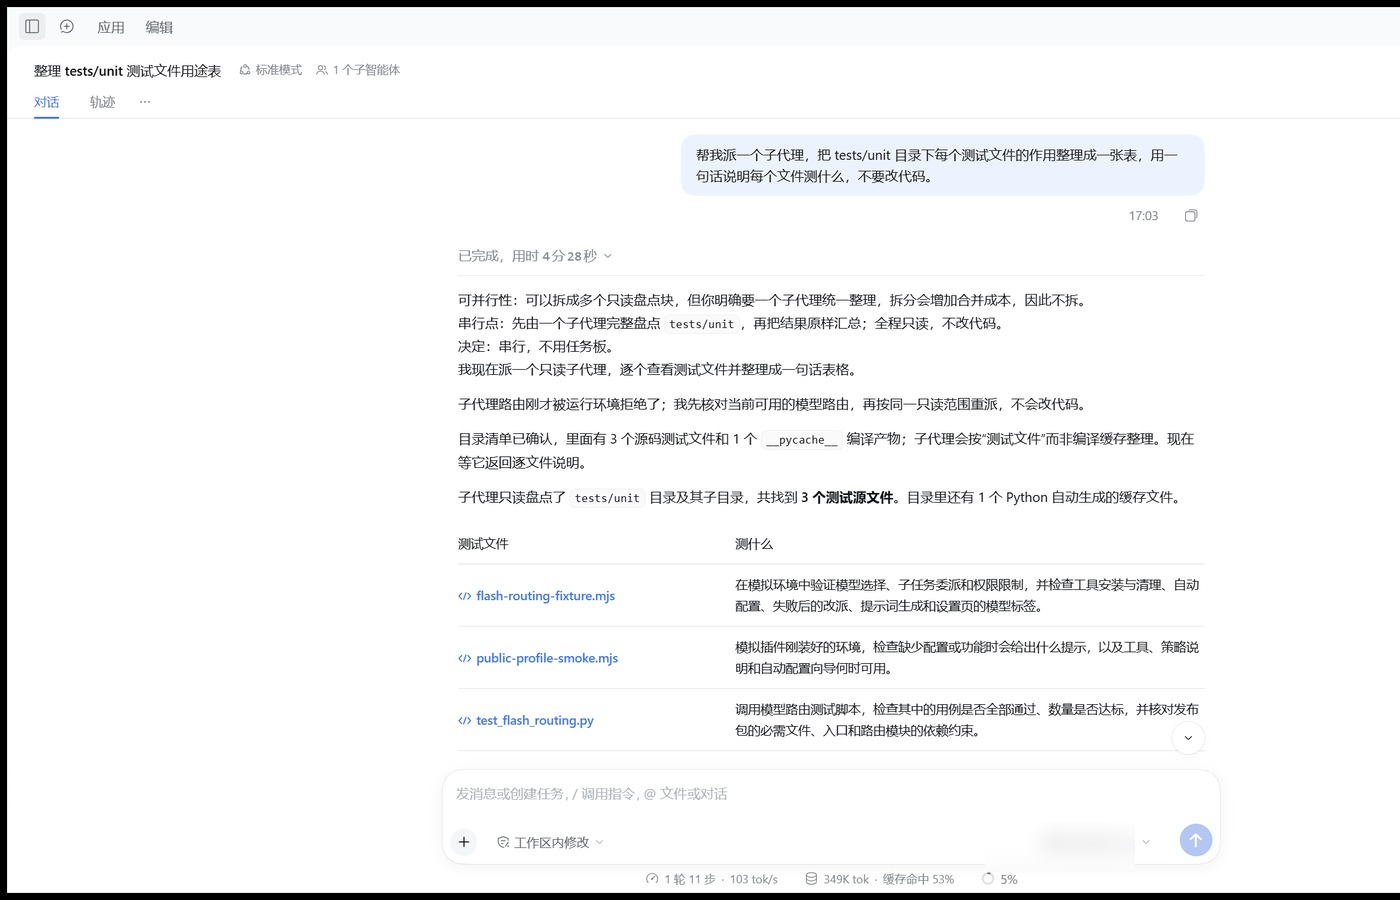 应用 编辑
整理 tests/unit 测试文件用途表 标准模式 1 个子智能体
对话 轨迹 ···
帮我派一个子代理，把 tests/unit 目录下每个测试文件的作用整理成一张表，用一
句话说明每个文件测什么，不要改代码。
17:03
已完成，用时 4分28秒
可并行性：可以拆成多个只读盘点块，但你明确要一个子代理统一整理，拆分会增加合并成本，因此不拆。
串行点：先由一个子代理完整盘点 tests/unit，再把结果原样汇总；全程只读，不改代码。
决定：串行，不用任务板。
我现在派一个只读子代理，逐个查看测试文件并整理成一句话表格。
子代理路由刚才被运行环境拒绝了；我先核对当前可用的模型路由，再按同一只读范围重派，不会改代码。
目录清单已确认，里面有 3 个源码测试文件和 1 个 __pycache__ 编译产物；子代理会按“测试文件”而非编译缓存整理。现在
等它返回逐文件说明。
子代理只读盘点了 tests/unit 目录及其子目录，共找到 3 个测试源文件。目录里还有 1 个 Python 自动生成的缓存文件。
测试文件 测什么
flash-routing-fixture.mjs 在模拟环境中验证模型选择、子任务委派和权限限制，并检查工具安装与清理、自动
配置、失败后的改派、提示词生成和设置页的模型标签。
public-profile-smoke.mjs 模拟插件刚装好的环境，检查缺少配置或功能时会给出什么提示，以及工具、策略说
明和自动配置向导何时可用。
test_flash_routing.py 调用模型路由测试脚本，检查其中的用例是否全部通过、数量是否达标，并核对发布
包的必需文件、入口和路由模块的依赖约束。
发消息或创建任务，/ 调用指令，@ 文件或对话
工作区内修改
1 轮 11 步 · 103 tok/s 349K tok · 缓存命中 53% 5%